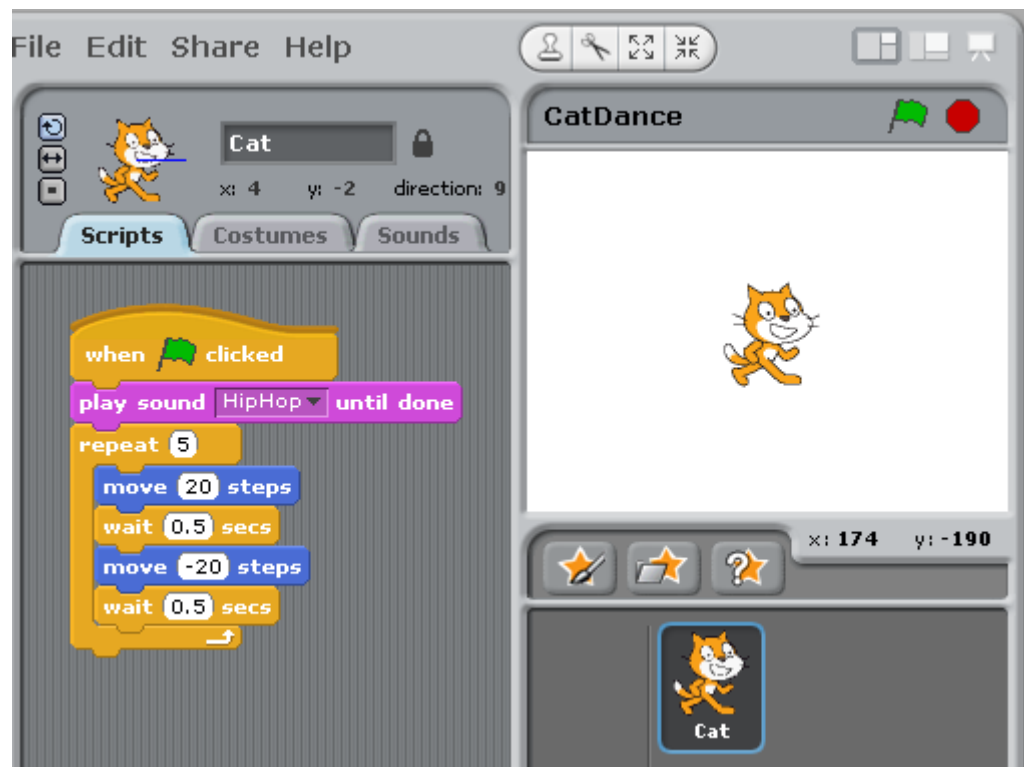 File Edit Share Help
CatDance
Cat
x: 4 y: -2 direction: 9
Scripts Costumes Sounds
when clicked
play sound HipHop until done
repeat 5
move 20 steps
wait 0.5 secs
move -20 steps
wait 0.5 secs
x: 174 y: -190
Cat